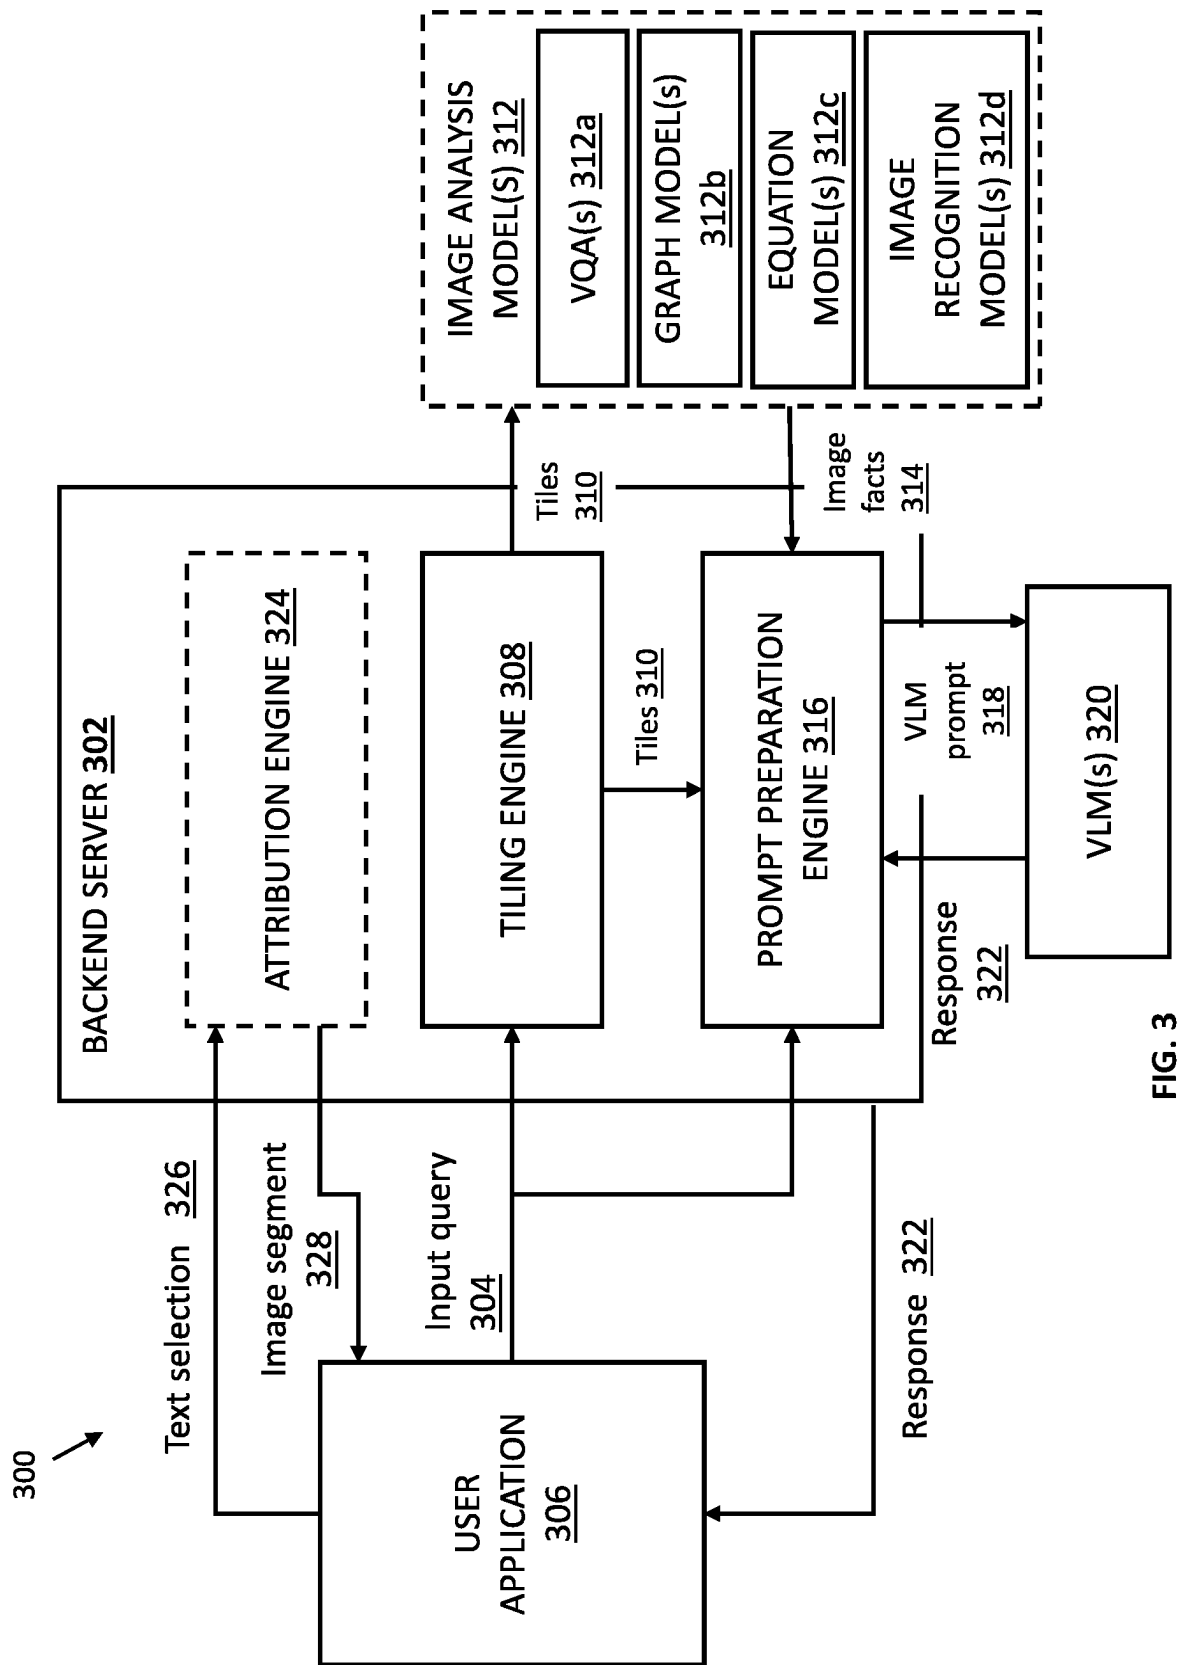 300
BACKEND SERVER 302
Text selection 326
ATTRIBUTION ENGINE 324
Image segment
328
Input query
304
TILING ENGINE 308
Tiles
310
Tiles 310
USER
APPLICATION
306
PROMPT PREPARATION
ENGINE 316
Image
facts
314
IMAGE ANALYSIS
MODEL(S) 312
VQA(s) 312a
GRAPH MODEL(s)
312b
EQUATION
MODEL(s) 312c
IMAGE
RECOGNITION
MODEL(s) 312d
Response 322
Response
322
VLM
prompt
318
VLM(s) 320
FIG. 3